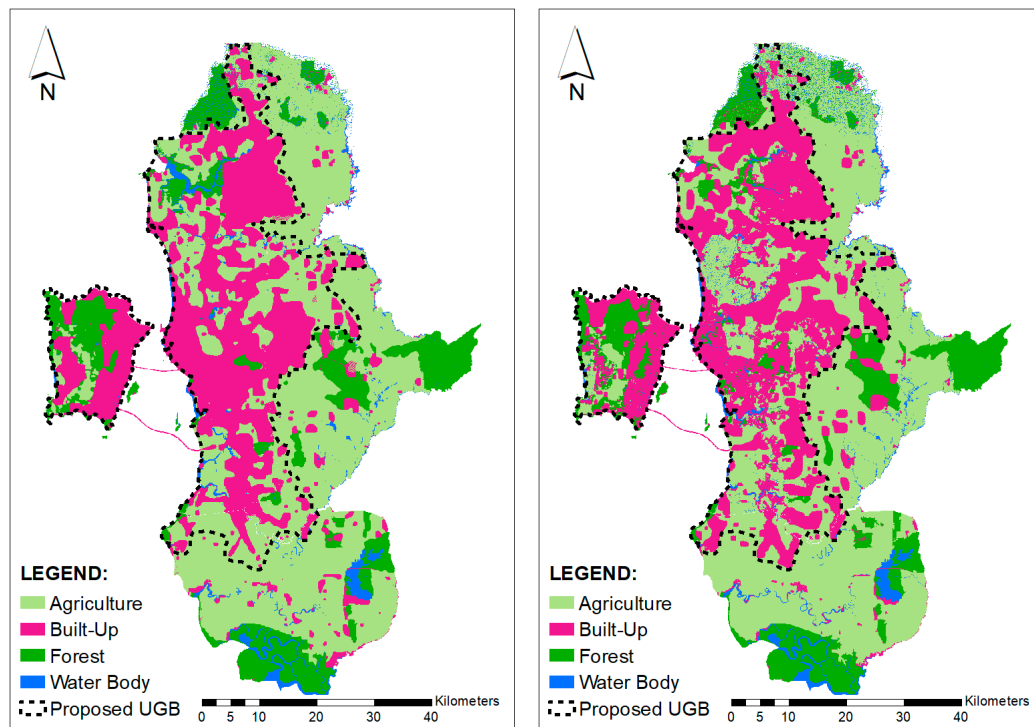 N
LEGEND:
Agriculture
Built-Up
Forest
Water Body
Proposed UGB
Kilometers
0 5 10 20 30 40
N
LEGEND:
Agriculture
Built-Up
Forest
Water Body
Proposed UGB
Kilometers
0 5 10 20 30 40